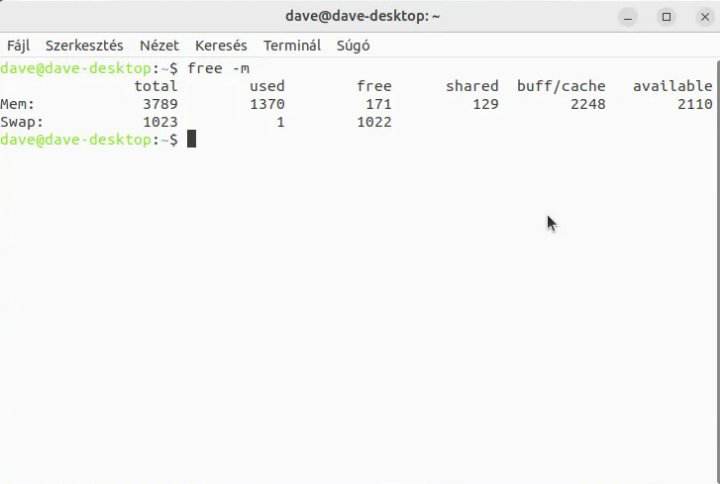 dave@dave-desktop: ~
Fájl Szerkesztés Nézet Keresés Terminál Súgó
dave@dave-desktop:~$ free -m
total used free shared buff/cache available
Mem: 3789 1370 171 129 2248 2110
Swap: 1023 1 1022
dave@dave-desktop:~$